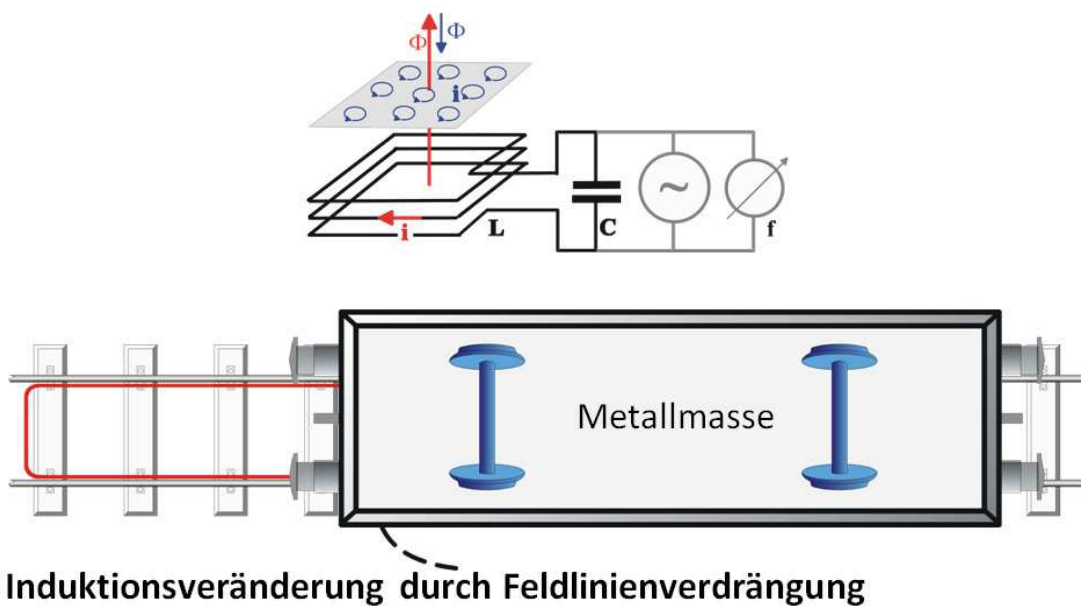 Φ Φ
i
i L C f
~
Metallmasse
Induktionsveränderung durch Feldlinienverdrängung